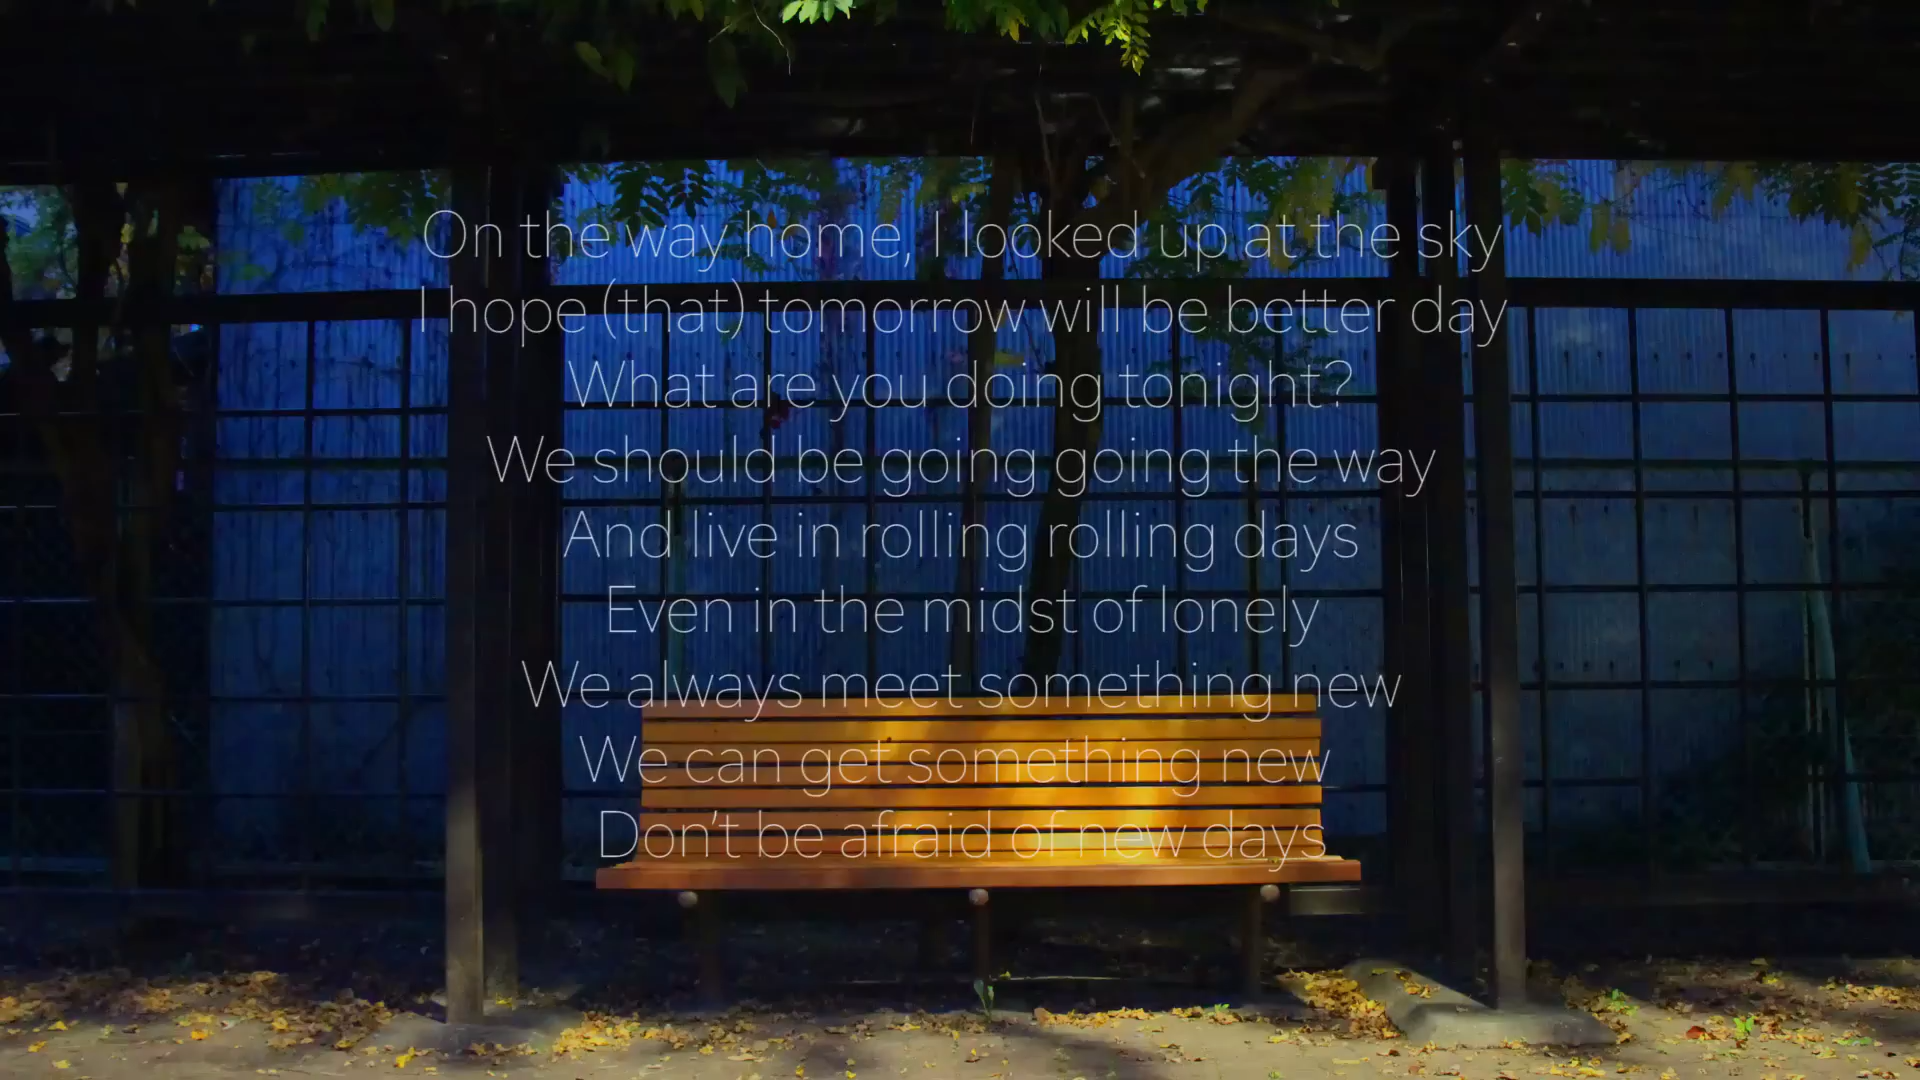 On the way home, I looked up at the sky
I hope (that) tomorrow will be better day
What are you doing tonight?
We should be going going the way
And live in rolling rolling days
Even in the midst of lonely
We always meet something new
We can get something new
Don't be afraid of new days